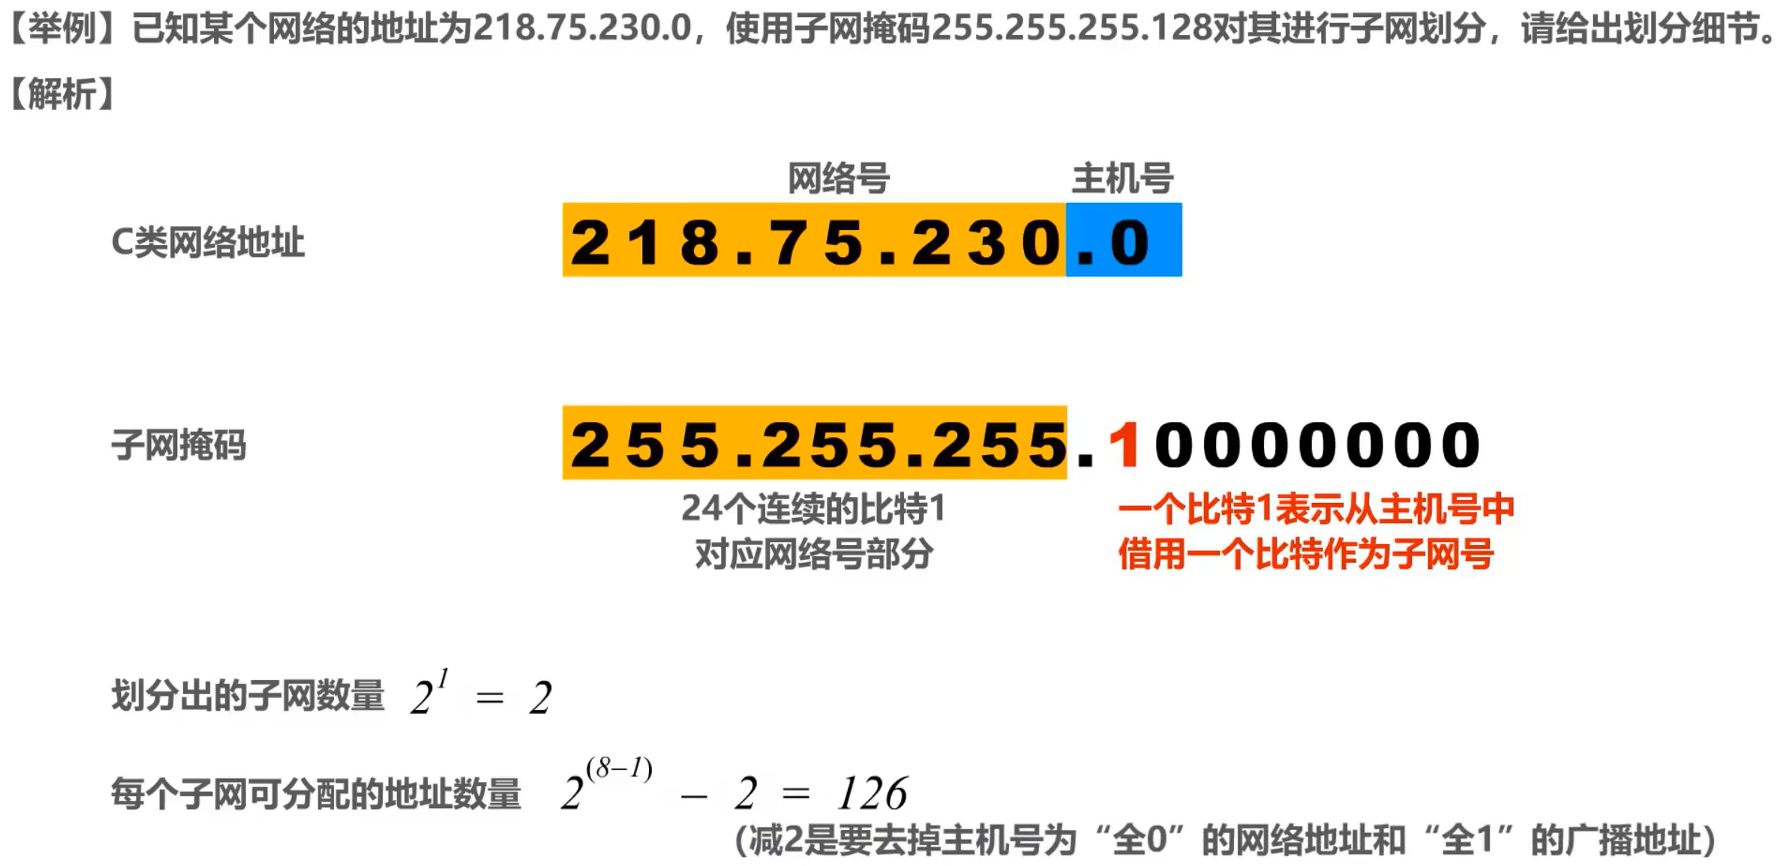 【举例】已知某个网络的地址为218.75.230.0，使用子网掩码255.255.255.128对其进行子网划分，请给出划分细节。
【解析】
网络号 主机号
C类网络地址 218.75.230.0
子网掩码 255.255.255.10000000
24个连续的比特1 一个比特1表示从主机号中
对应网络号部分 借用一个比特作为子网号
划分出的子网数量 2^1 = 2
每个子网可分配的地址数量 2^(8-1) - 2 = 126
(减2是要去掉主机号为“全0”的网络地址和“全1”的广播地址)